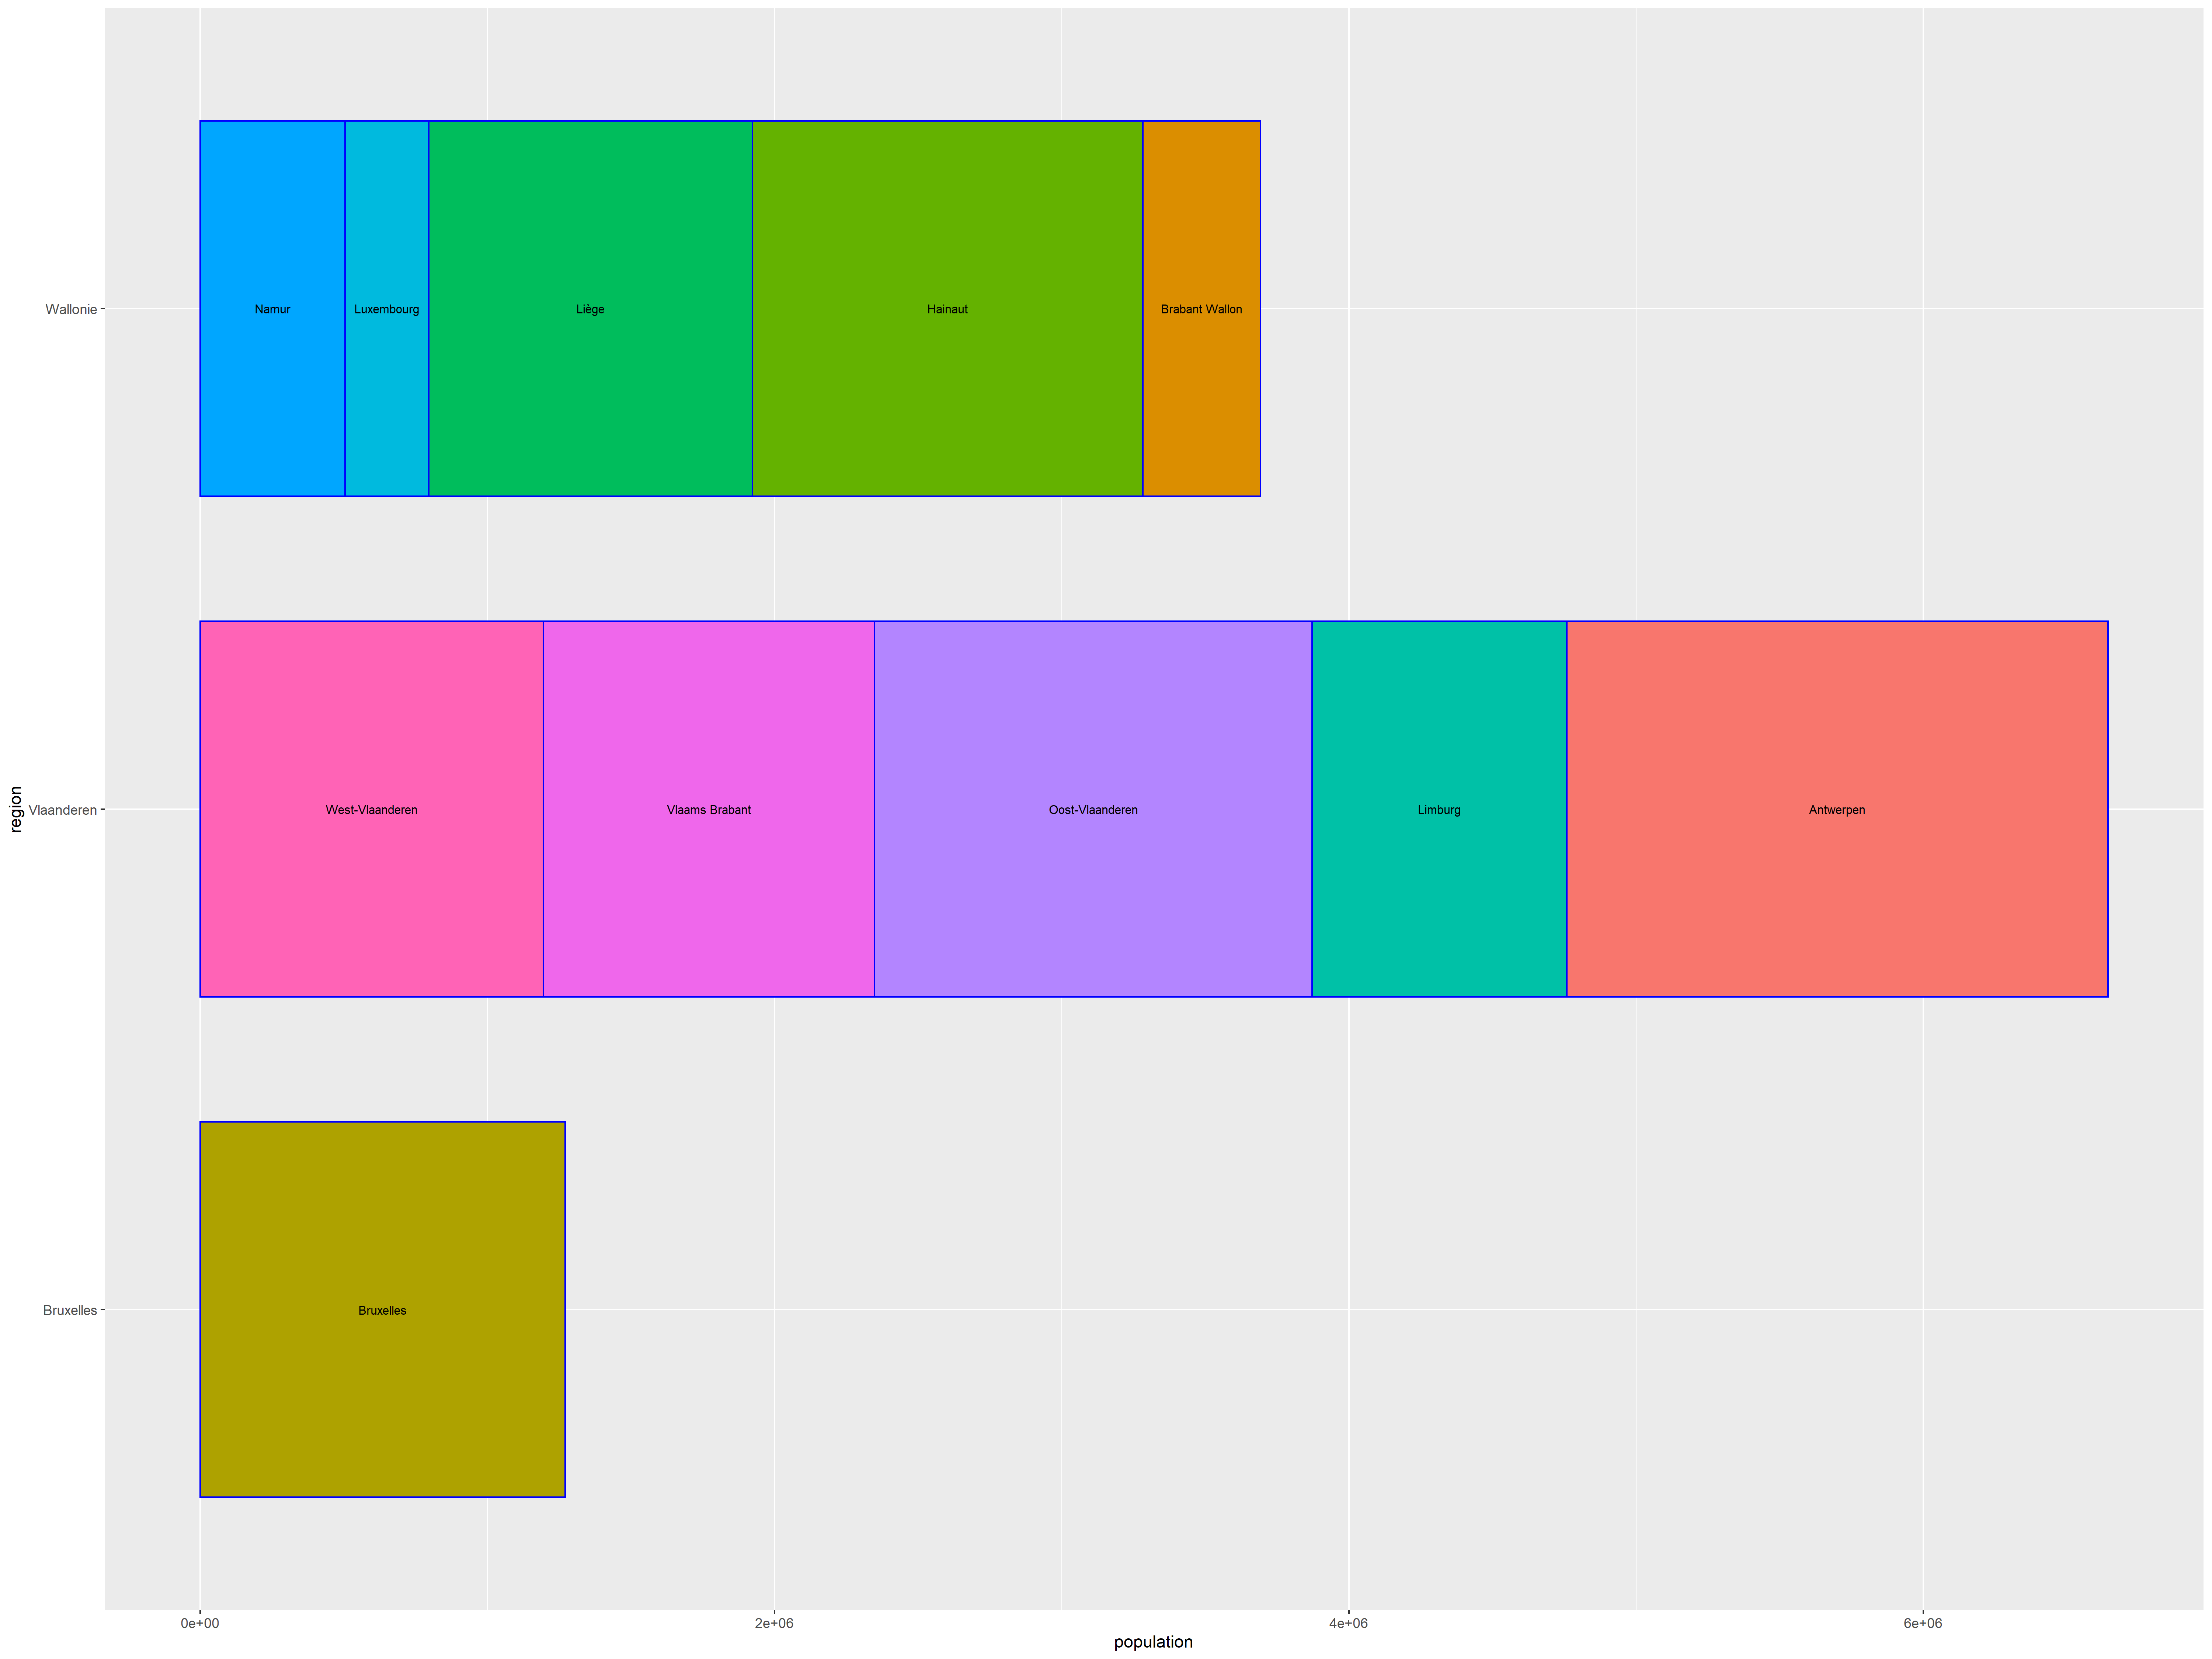 Wallonie
Namur
Luxembourg
Liège
Hainaut
Brabant Wallon
region
Vlaanderen
West-Vlaanderen
Vlaams Brabant
Oost-Vlaanderen
Limburg
Antwerpen
Bruxelles
Bruxelles
0e+00 2e+06 4e+06 6e+06
population